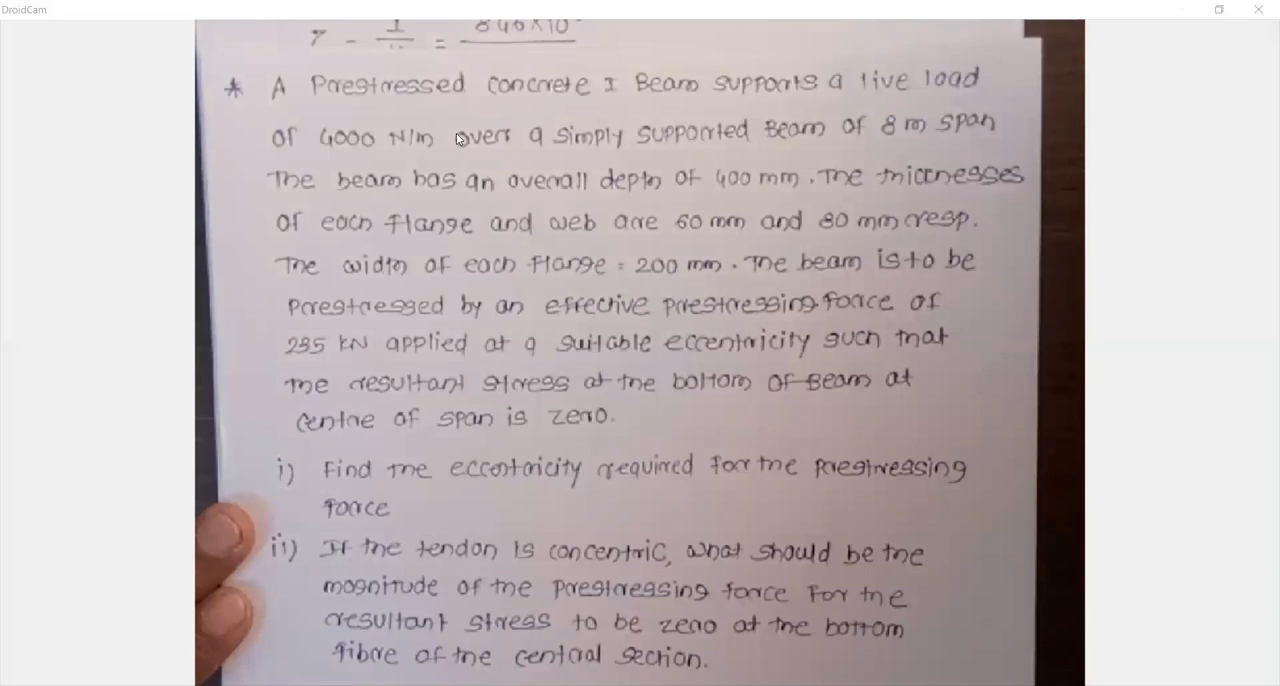 DroidCam
* A Prestressed concrete I Beam supports a live load
of 4000 N/m over a simply supported Beam of 8 m span
The beam has an overall depth of 400 mm. The thicknesses
of each flange and web are 60 mm and 80 mm resp.
The width of each flange = 200 mm. The beam is to be
prestressed by an effective prestressing force of
235 kN applied at a suitable eccentricity such that
the resultant stress at the bottom of Beam at
centre of span is zero.
i) Find the eccentricity required for the prestressing
force
ii) If the tendon is concentric, what should be the
magnitude of the prestressing force for the
resultant stress to be zero at the bottom
fibre of the central section.